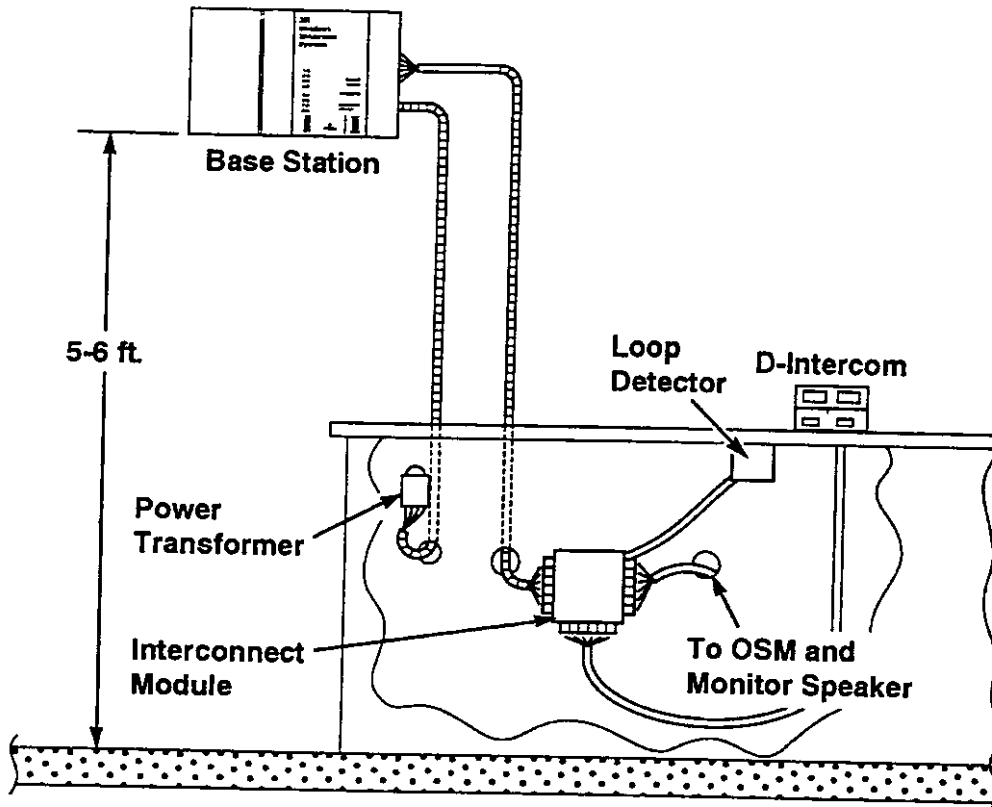 Base Station
5-6 ft.
Loop
Detector
D-Intercom
Power
Transformer
Interconnect
Module
To OSM and
Monitor Speaker